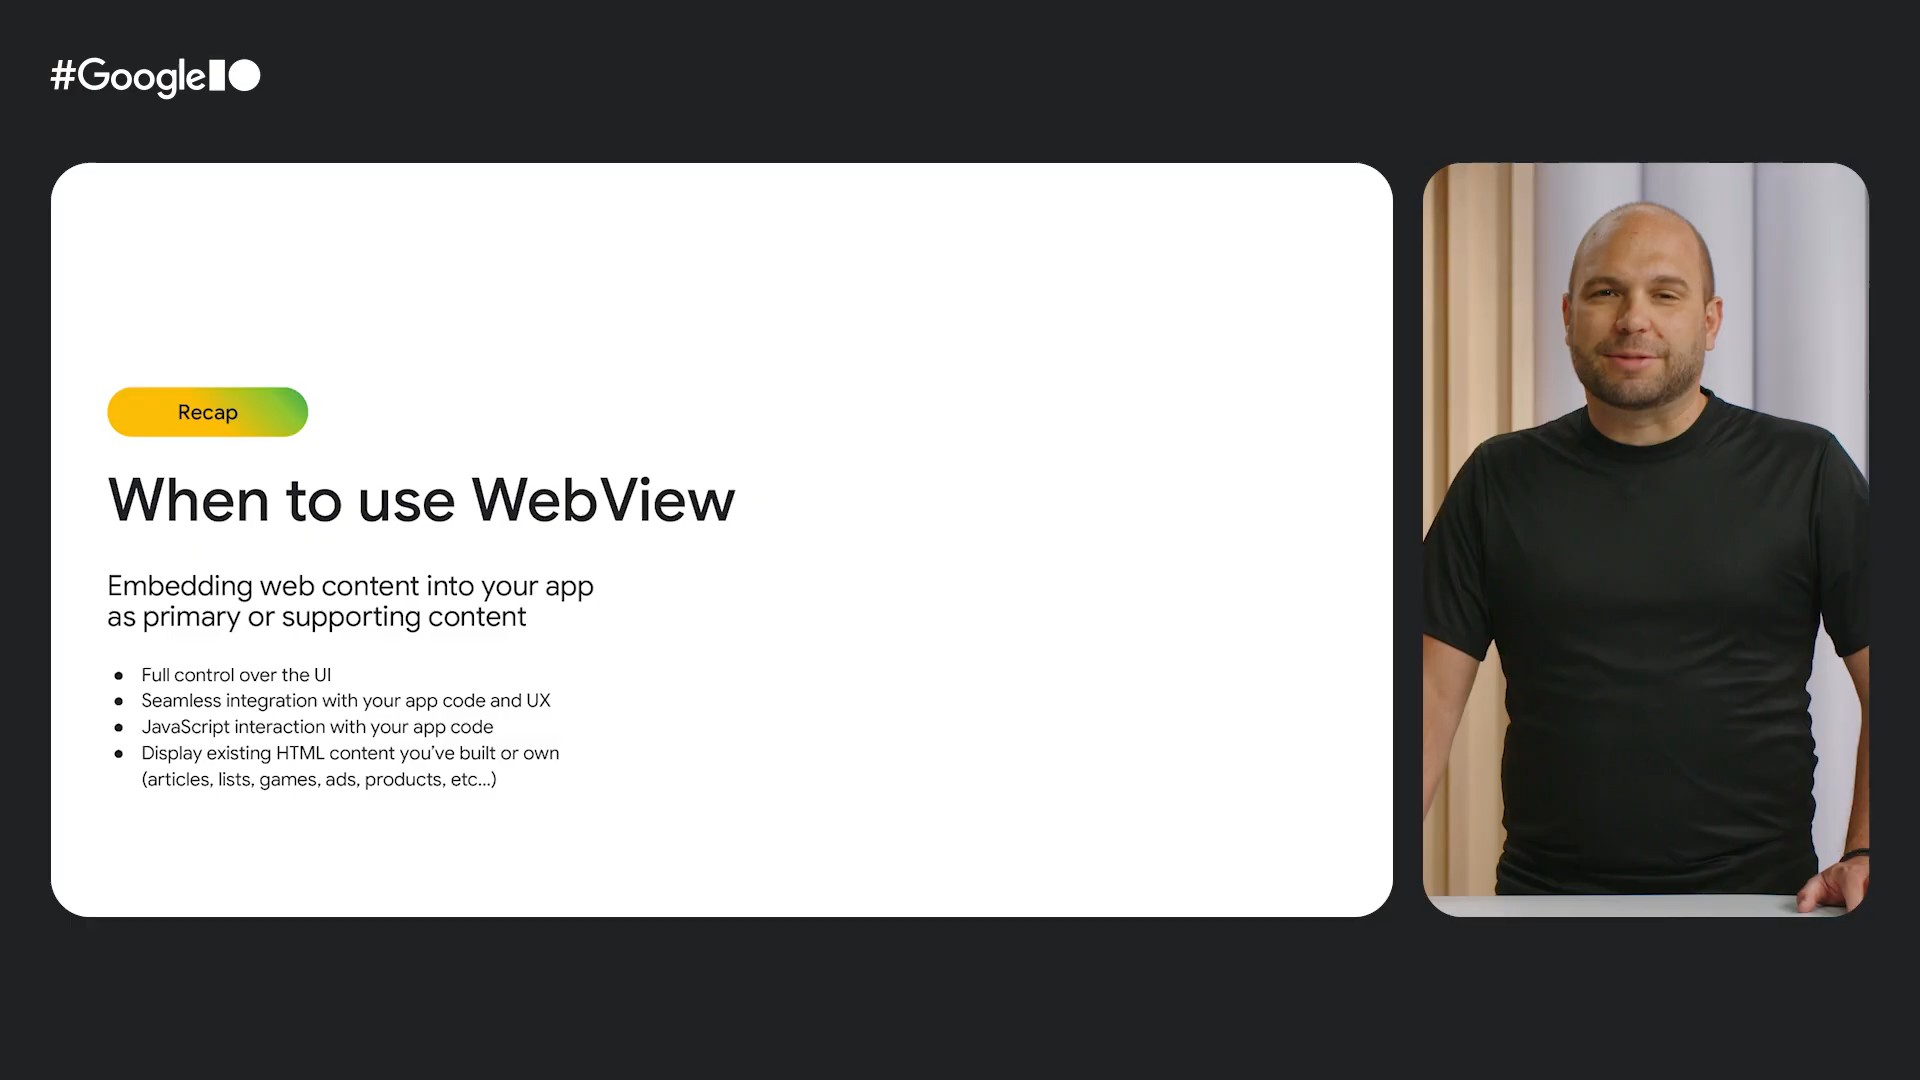 #GoogleIO
Recap
When to use WebView
Embedding web content into your app
as primary or supporting content
● Full control over the UI
● Seamless integration with your app code and UX
● JavaScript interaction with your app code
● Display existing HTML content you’ve built or own
(articles, lists, games, ads, products, etc...)